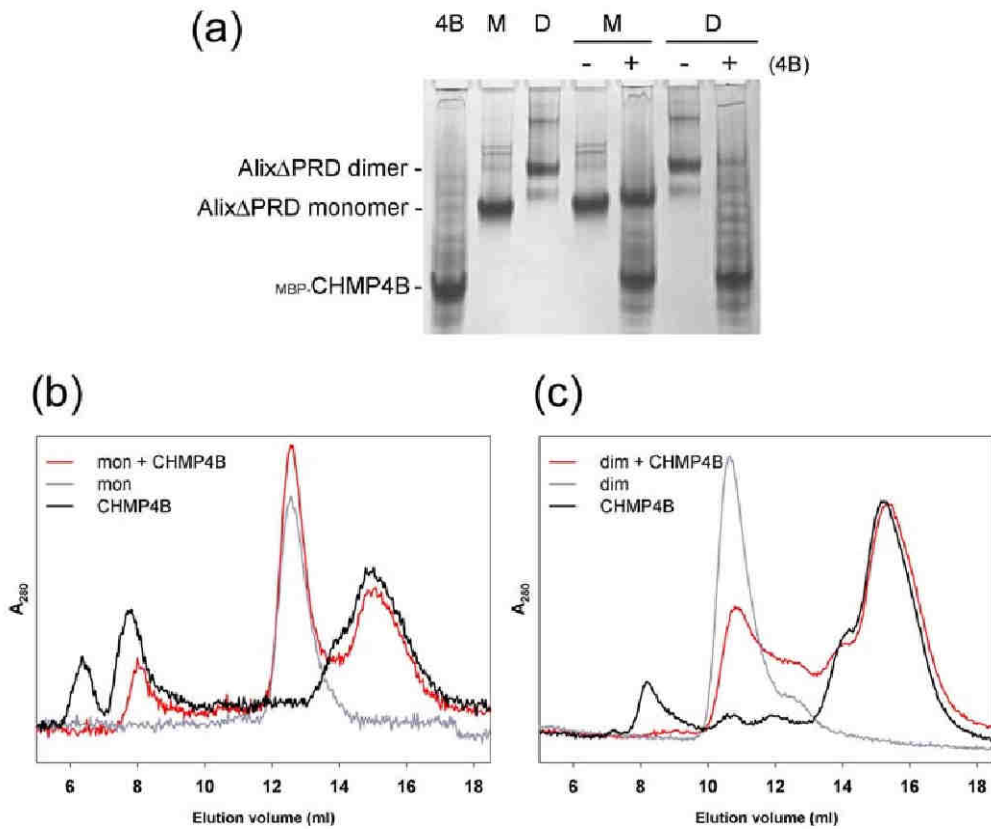 (a)
4B M D M D
- + - + (4B)
AlixΔPRD dimer -
AlixΔPRD monomer -
MBP-CHMP4B -
(b)
mon + CHMP4B
mon
CHMP4B
A280
6 8 10 12 14 16 18
Elution volume (ml)
(c)
dim + CHMP4B
dim
CHMP4B
A280
6 8 10 12 14 16 18
Elution volume (ml)